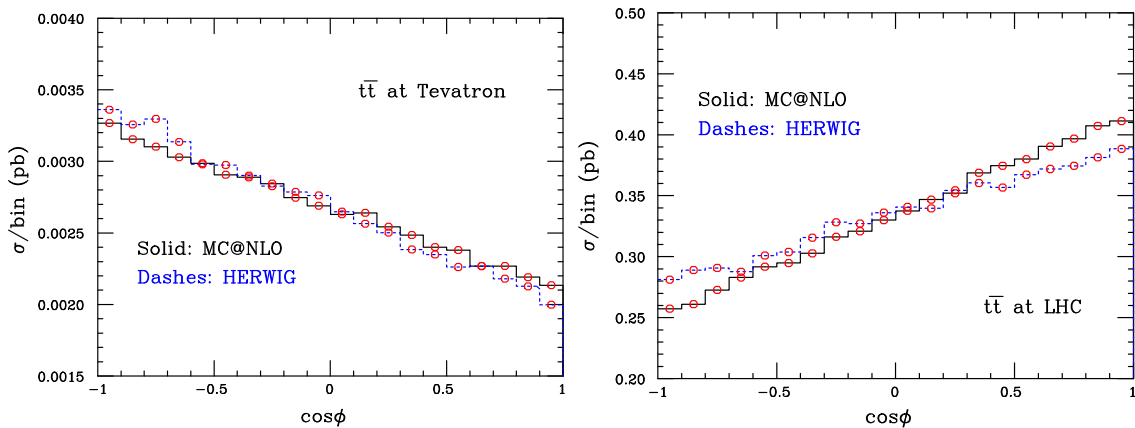 0.0040
0.0035
0.0030
0.0025
0.0020
0.0015
σ/bin (pb)
tt̅ at Tevatron
Solid: MC@NLO
Dashes: HERWIG
−1
−0.5
0
0.5
1
cosϕ
0.50
0.45
0.40
0.35
0.30
0.25
0.20
σ/bin (pb)
Solid: MC@NLO
Dashes: HERWIG
tt̅ at LHC
−1
−0.5
0
0.5
1
cosϕ